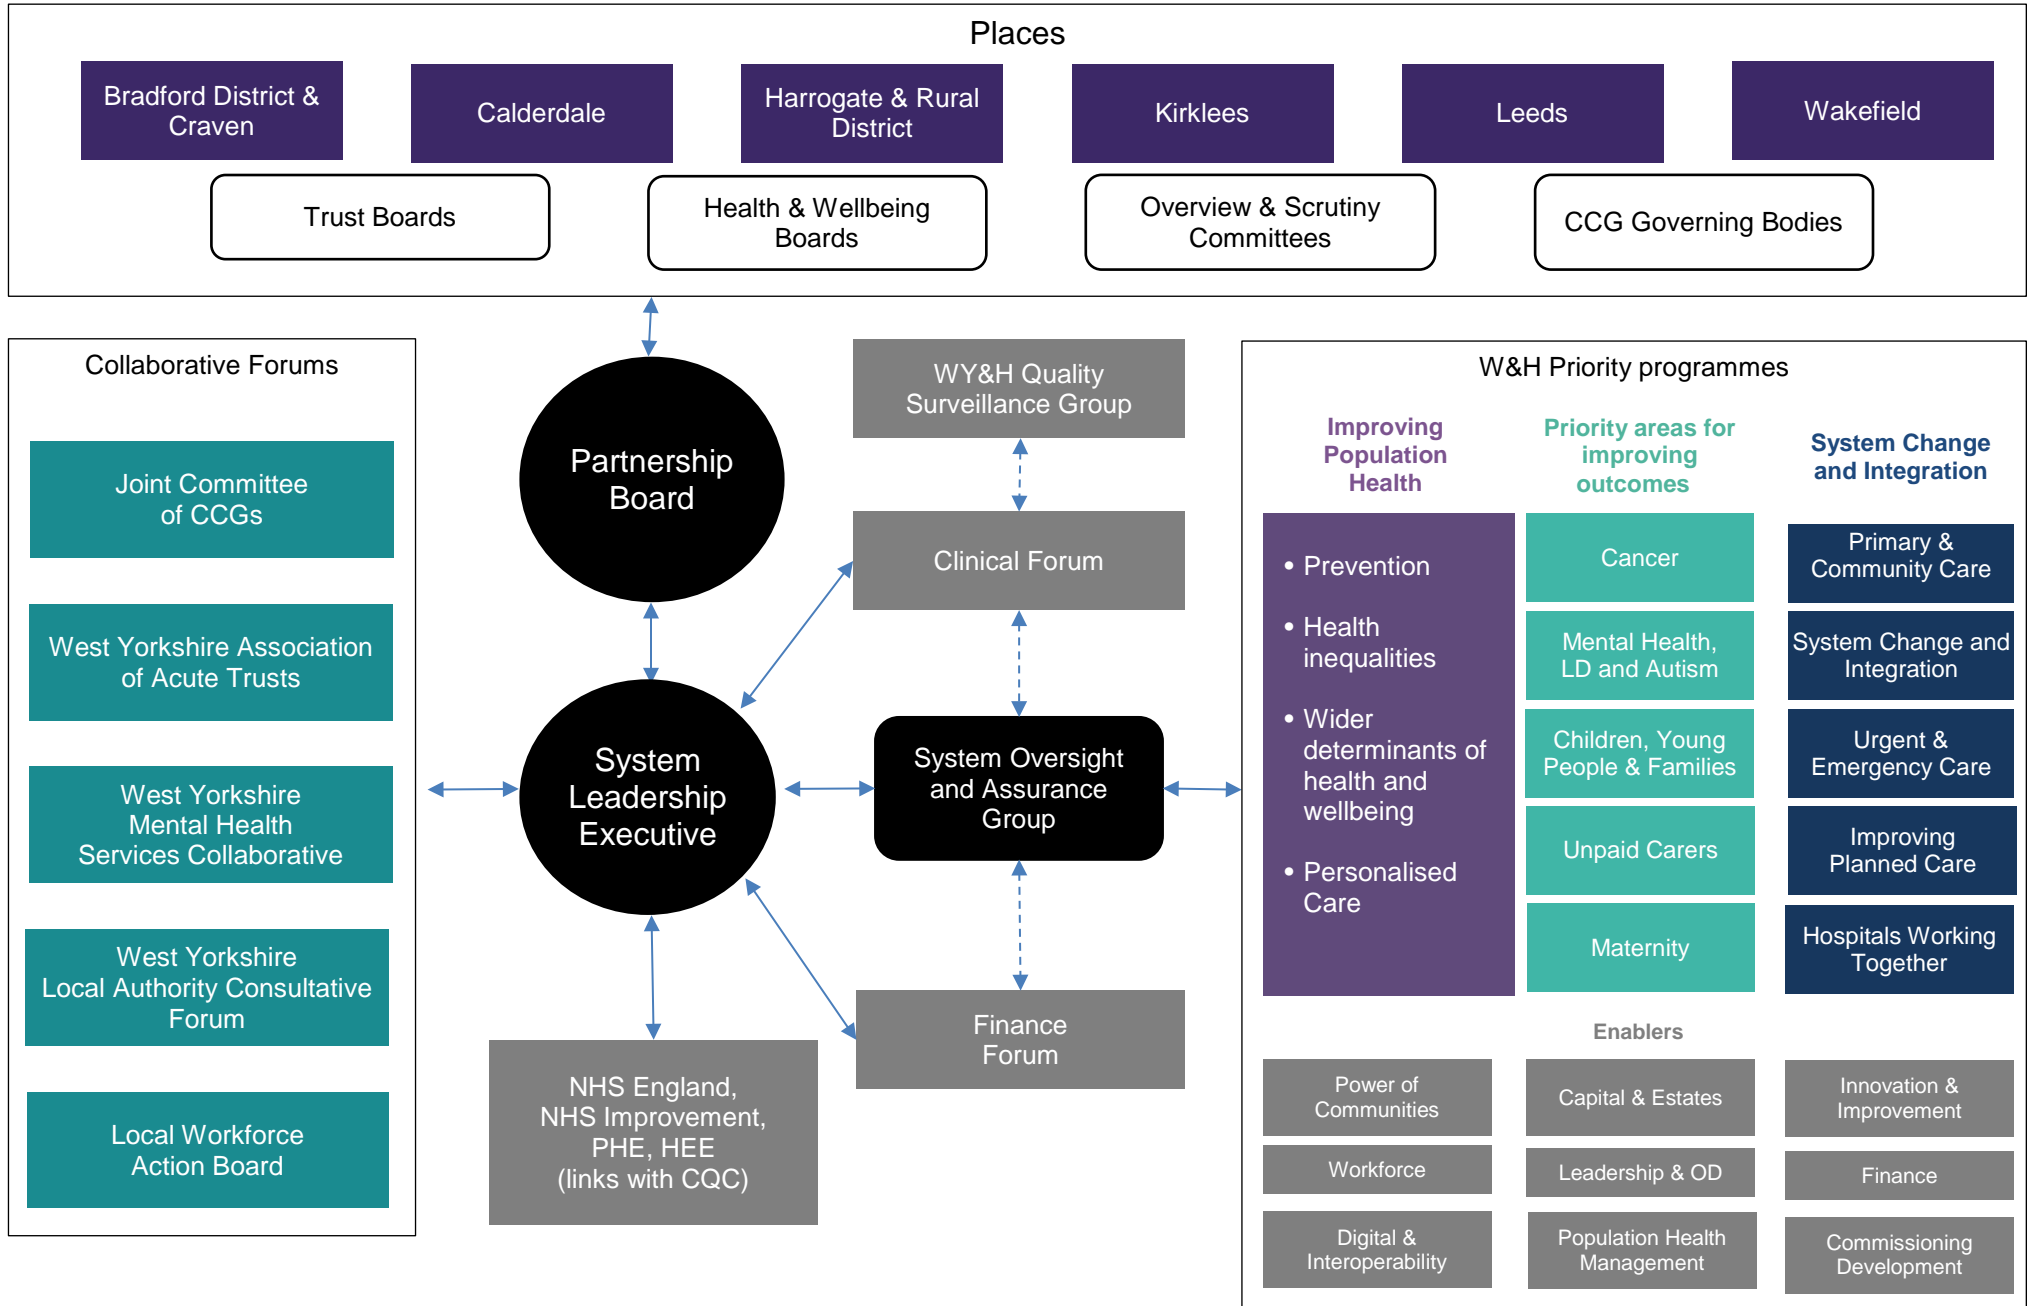 Places
Bradford District &
Craven
Calderdale
Harrogate & Rural
District
Kirklees
Leeds
Wakefield
Trust Boards
Health & Wellbeing
Boards
Overview & Scrutiny
Committees
CCG Governing Bodies
Collaborative Forums
Joint Committee
of CCGs
West Yorkshire Association
of Acute Trusts
West Yorkshire
Mental Health
Services Collaborative
West Yorkshire
Local Authority Consultative
Forum
Local Workforce
Action Board
Partnership
Board
System
Leadership
Executive
NHS England,
NHS Improvement,
PHE, HEE
(links with CQC)
WY&H Quality
Surveillance Group
Clinical Forum
System Oversight
and Assurance
Group
Finance
Forum
W&H Priority programmes
Improving
Population
Health
• Prevention
• Health
inequalities
• Wider
determinants of
health and
wellbeing
• Personalised
Care
Priority areas for
improving
outcomes
Cancer
Mental Health,
LD and Autism
Children, Young
People & Families
Unpaid Carers
Maternity
System Change
and Integration
Primary &
Community Care
System Change and
Integration
Urgent &
Emergency Care
Improving
Planned Care
Hospitals Working
Together
Enablers
Power of
Communities
Capital & Estates
Innovation &
Improvement
Workforce
Leadership & OD
Finance
Digital &
Interoperability
Population Health
Management
Commissioning
Development